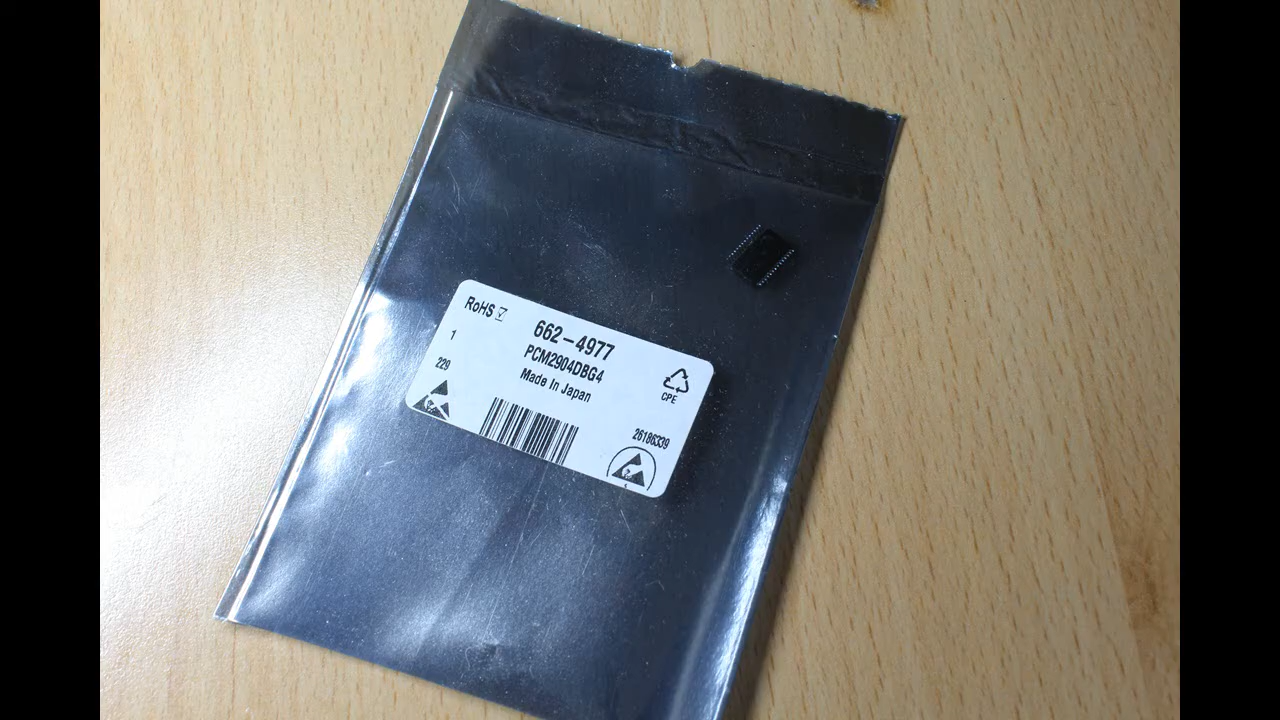 RoHS
662-4977
1
PCM2904DBG4
229
Made In Japan
CPE
26186339